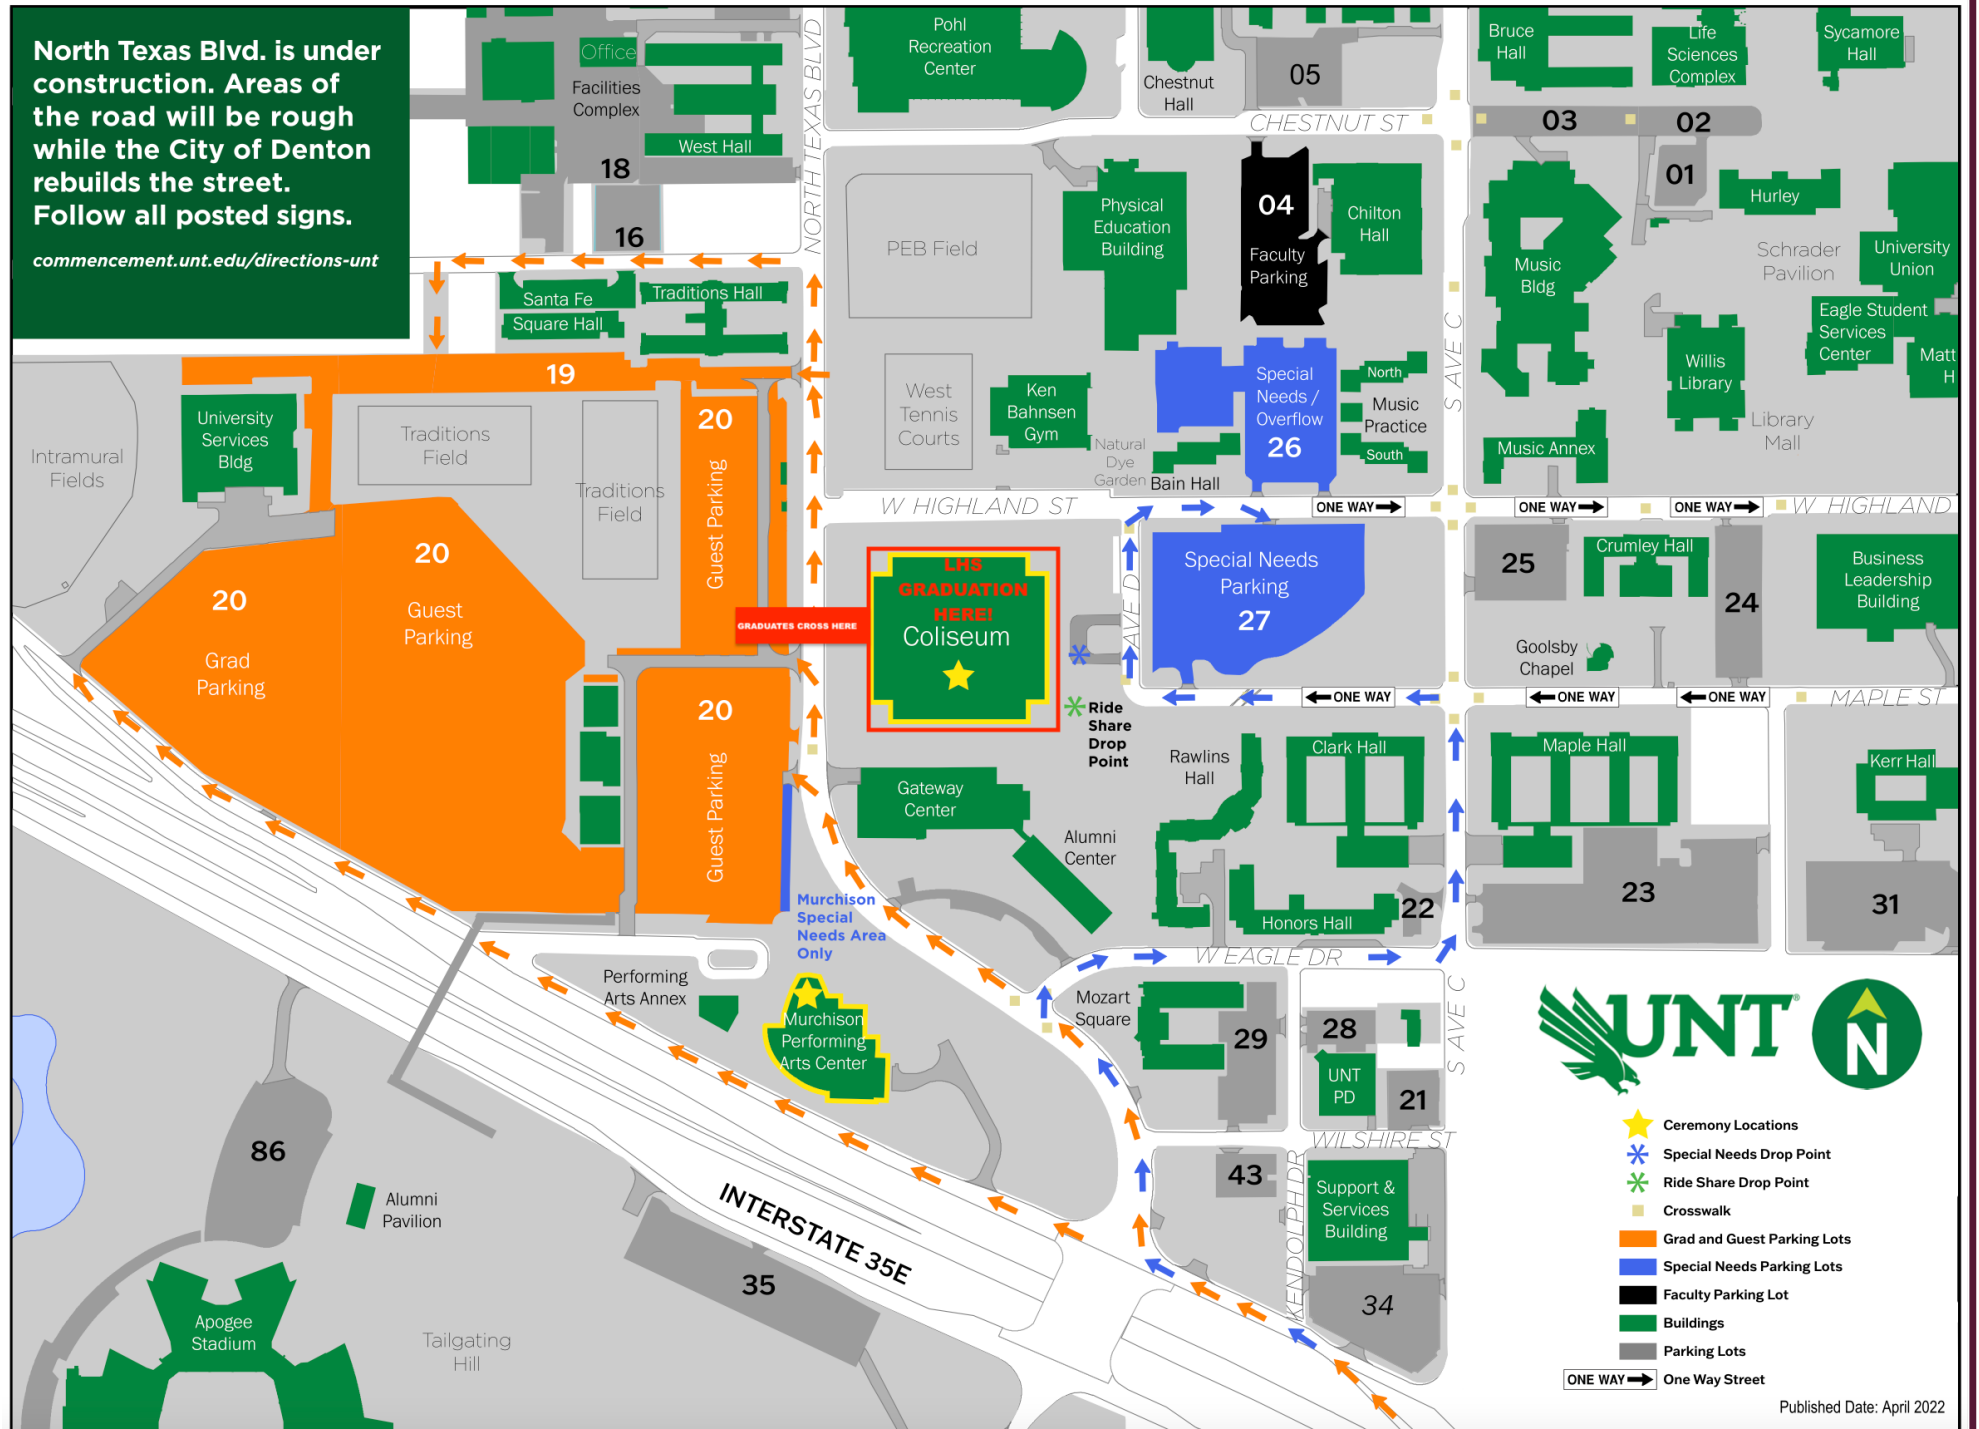 North Texas Blvd. is under
construction. Areas of
the road will be rough
while the City of Denton
rebuilds the street.
Follow all posted signs.
commencement.unt.edu/directions-unt
Office
Facilities
Complex
West Hall
18
16
NORTH TEXAS BLVD
Pohl
Recreation
Center
Chestnut
Hall
05
CHESTNUT ST
Bruce
Hall
Life
Sciences
Complex
Sycamore
Hall
03
02
01
Hurley
PEB Field
Physical
Education
Building
04
Faculty
Parking
Chilton
Hall
Music
Bldg
Schrader
Pavilion
University
Union
Eagle Student
Services
Center
Matt
H
Willis
Library
Library
Mall
Santa Fe
Square Hall
Traditions Hall
19
University
Services
Bldg
Intramural
Fields
Traditions
Field
Traditions
Field
20
Guest Parking
West
Tennis
Courts
Ken
Bahnsen
Gym
Natural
Dye
Garden
Bain Hall
Special
Needs /
Overflow
26
North
Music
Practice
South
S AVE C
Music Annex
W HIGHLAND ST
ONE WAY
ONE WAY
ONE WAY
W HIGHLAND
20
Grad
Parking
20
Guest
Parking
GRADUATES CROSS HERE
LHS
GRADUATION
HERE!
Coliseum
AVE D
Special Needs
Parking
27
25
Crumley Hall
24
Business
Leadership
Building
Goolsby
Chapel
ONE WAY
ONE WAY
ONE WAY
MAPLE ST
20
Guest Parking
Ride
Share
Drop
Point
Rawlins
Hall
Clark Hall
Maple Hall
Kerr Hall
Gateway
Center
Alumni
Center
Honors Hall
22
23
31
Murchison
Special
Needs Area
Only
W EAGLE DR
Performing
Arts Annex
Murchison
Performing
Arts Center
Mozart
Square
29
28
UNT
PD
21
S AVE C
WILSHIRE ST
43
KENDOLPH DR
Support &
Services
Building
34
86
Alumni
Pavilion
INTERSTATE 35E
35
Apogee
Stadium
Tailgating
Hill
UNT®
N
Ceremony Locations
Special Needs Drop Point
Ride Share Drop Point
Crosswalk
Grad and Guest Parking Lots
Special Needs Parking Lots
Faculty Parking Lot
Buildings
Parking Lots
ONE WAY One Way Street
Published Date: April 2022